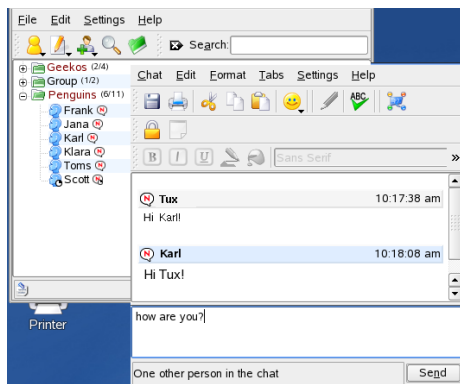 File Edit Settings Help
Search:
Geekos (2/4)
Group (1/2)
Penguins (6/11)
Frank
Jana
Karl
Klara
Toms
Scott
Printer
Chat Edit Format Tabs Settings Help
ABC
B I U Sans Serif »
N Tux 10:17:38 am
Hi Karl!
N Karl 10:18:08 am
Hi Tux!
how are you?
One other person in the chat Send